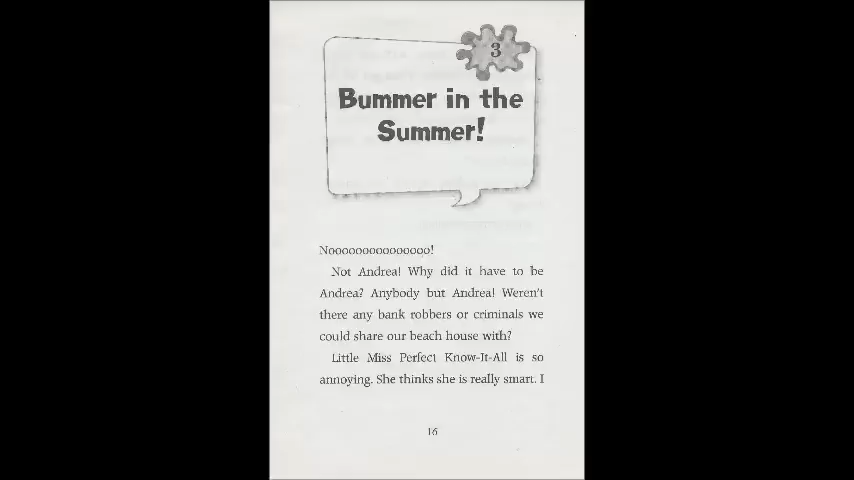 3
Bummer in the
Summer!
Nooooooooooooooo!
Not Andrea! Why did it have to be
Andrea? Anybody but Andrea! Weren't
there any bank robbers or criminals we
could share our beach house with?
Little Miss Perfect Know-It-All is so
annoying. She thinks she is really smart. I
16